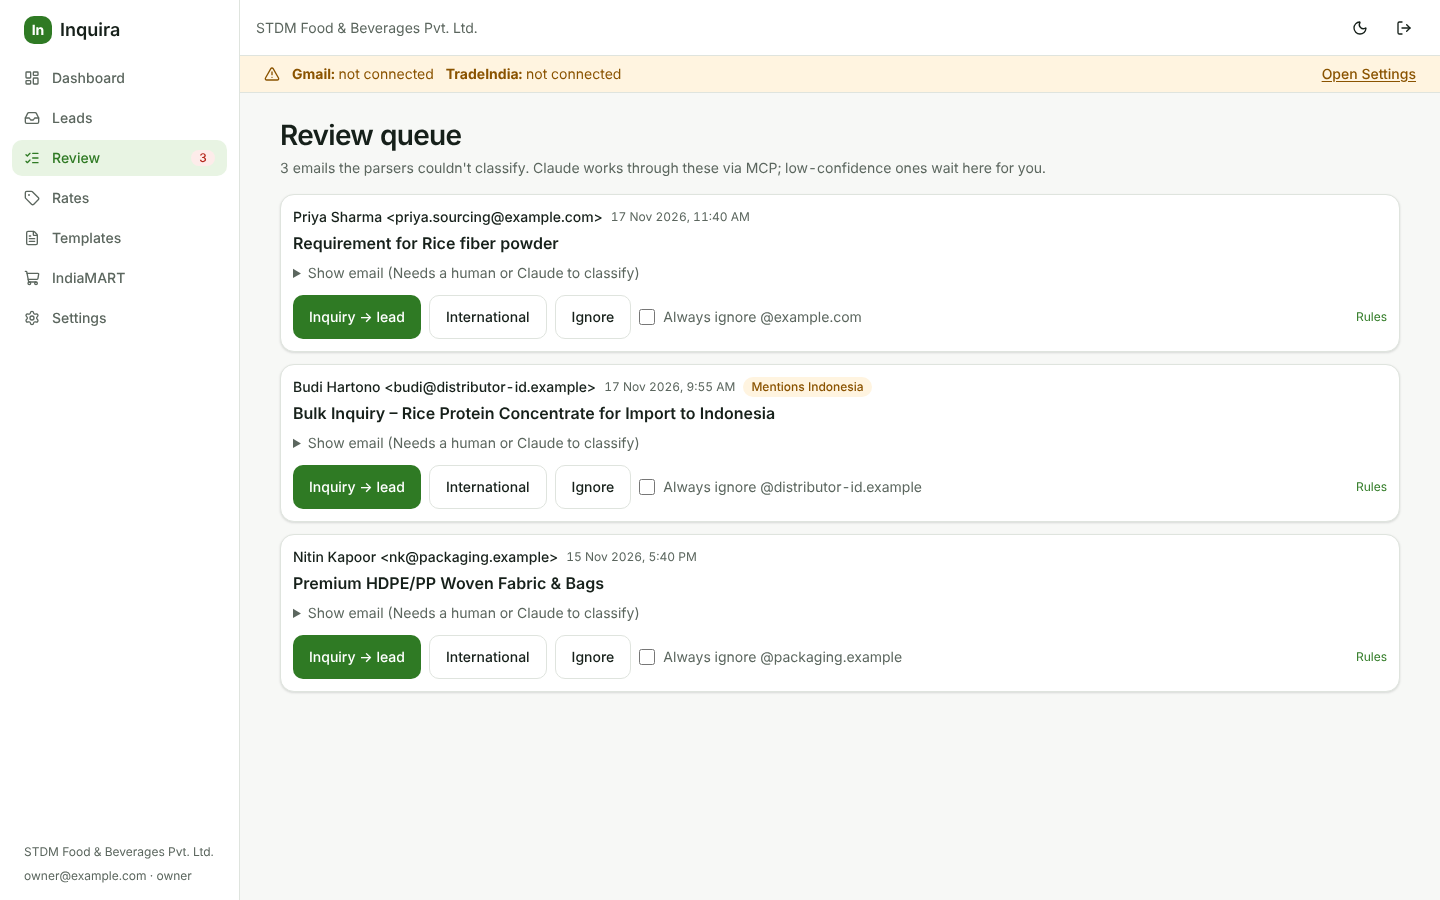 In Inquira
STDM Food & Beverages Pvt. Ltd.
Gmail: not connected TradeIndia: not connected Open Settings
Dashboard
Leads
Review 3
Rates
Templates
IndiaMART
Settings
Review queue
3 emails the parsers couldn't classify. Claude works through these via MCP; low-confidence ones wait here for you.
Priya Sharma <priya.sourcing@example.com> 17 Nov 2026, 11:40 AM
Requirement for Rice fiber powder
Show email (Needs a human or Claude to classify)
Inquiry → lead International Ignore Always ignore @example.com Rules
Budi Hartono <budi@distributor-id.example> 17 Nov 2026, 9:55 AM Mentions Indonesia
Bulk Inquiry – Rice Protein Concentrate for Import to Indonesia
Show email (Needs a human or Claude to classify)
Inquiry → lead International Ignore Always ignore @distributor-id.example Rules
Nitin Kapoor <nk@packaging.example> 15 Nov 2026, 5:40 PM
Premium HDPE/PP Woven Fabric & Bags
Show email (Needs a human or Claude to classify)
Inquiry → lead International Ignore Always ignore @packaging.example Rules
STDM Food & Beverages Pvt. Ltd.
owner@example.com · owner